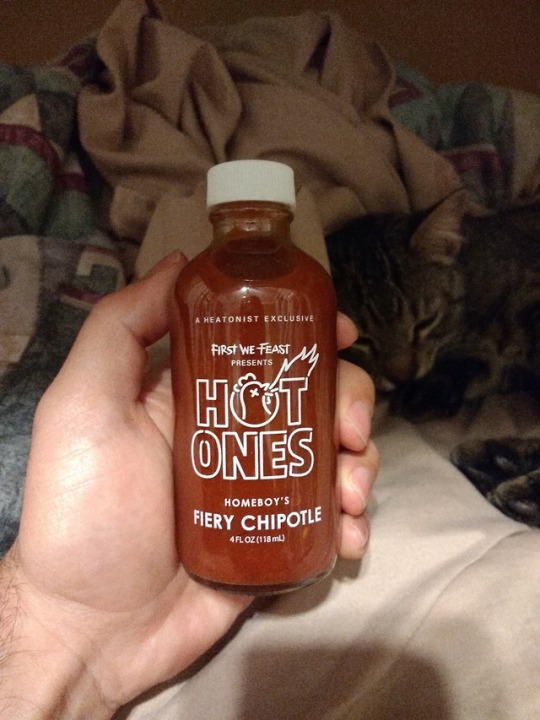 A HEATONIST EXCLUSIVE
FIRST WE FEAST
PRESENTS
HOT
ONES
HOMEBOY'S
FIERY CHIPOTLE
4 FL OZ (118 mL)